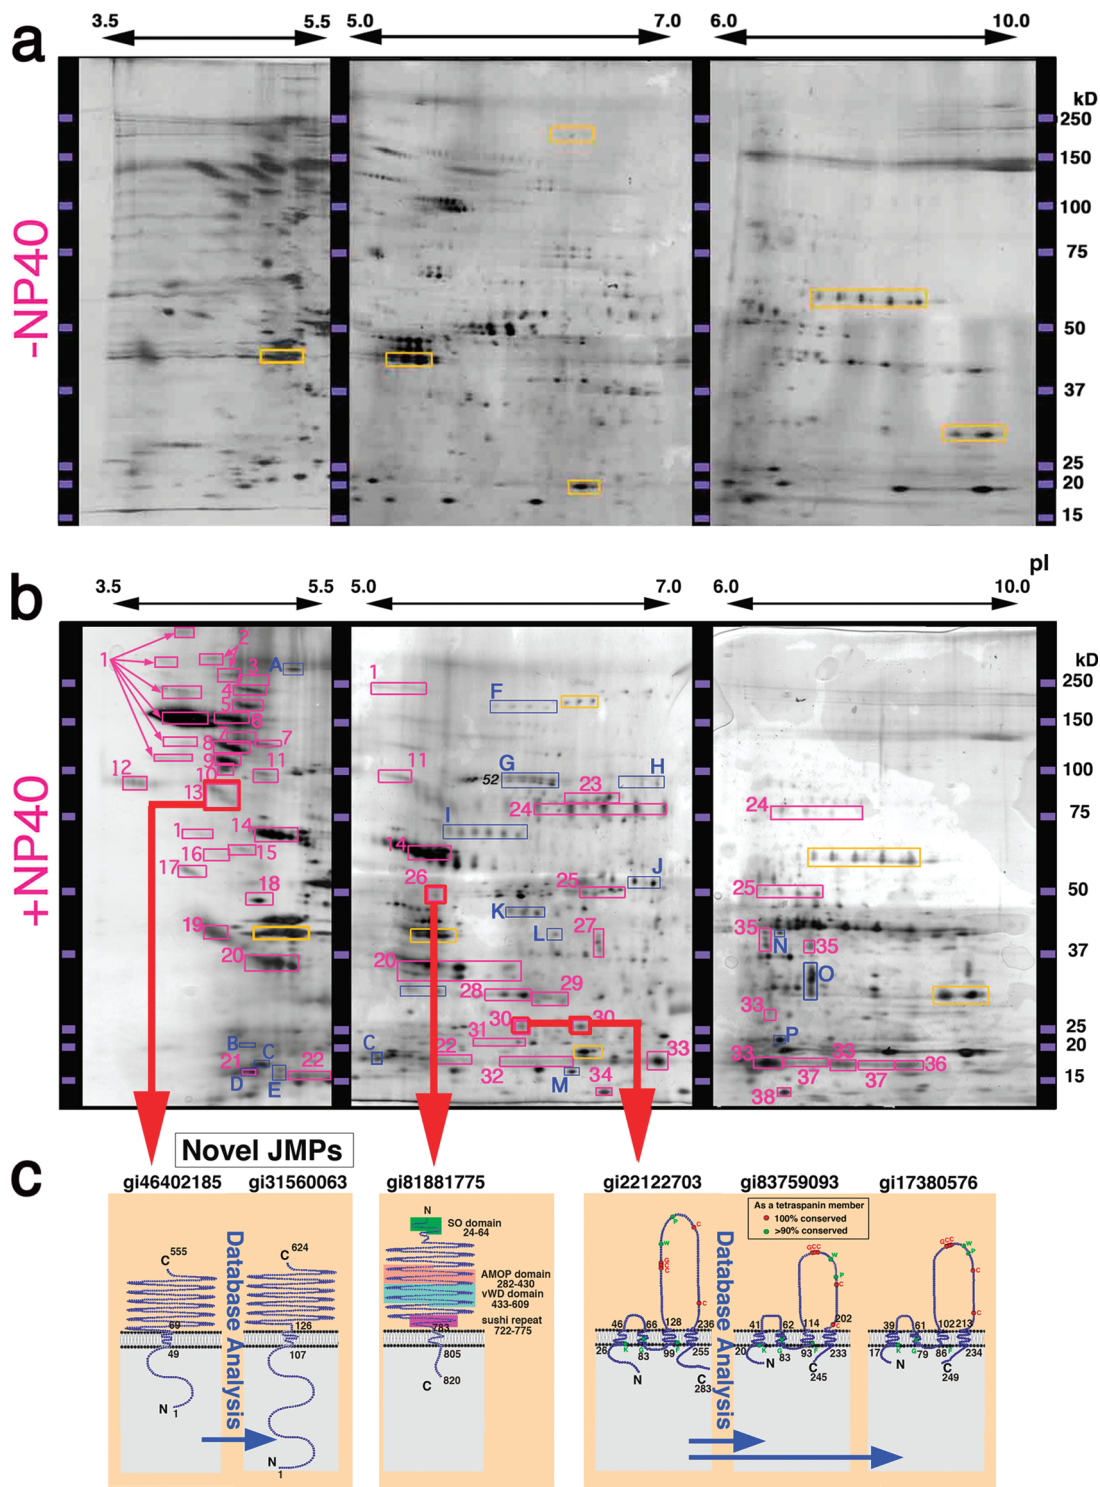 a
3.5 5.5 5.0 7.0 6.0 10.0
kD
250
150
100
75
50
37
25
20
15
-NP40
b
pI
3.5 5.5 5.0 7.0 6.0 10.0
kD
250
150
100
75
50
37
25
20
15
+NP40
1 2 3 A
4
5
6
7
8
9
10 11
12
13
1 14
16 15
17
18
19
20
B
21 C 22
D E
1
F
11
52 G H
23
24
I
14
26 25 J
K
L 27
20
28 29
30 30
31
C 22 33
32
M 34
24
25
35 N 35
O
33
P
33 33
37 37 36
38
Novel JMPs
c
gi46402185 gi31560063 gi81881775 gi22122703 gi83759093 gi17380576
C 555
69
49
N 1
Database Analysis
C 624
126
107
N 1
N
SO domain
24-64
AMOP domain
282-430
vWD domain
433-609
sushi repeat
722-775
783
805
C 820
As a tetraspanin member
100% conserved
>90% conserved
46 66 128 236
26 83 99 255
N C
283
Database Analysis
41 62 114 202
20 83 93 233
N C
245
39 61 102 213
17 79 86 234
N C
249